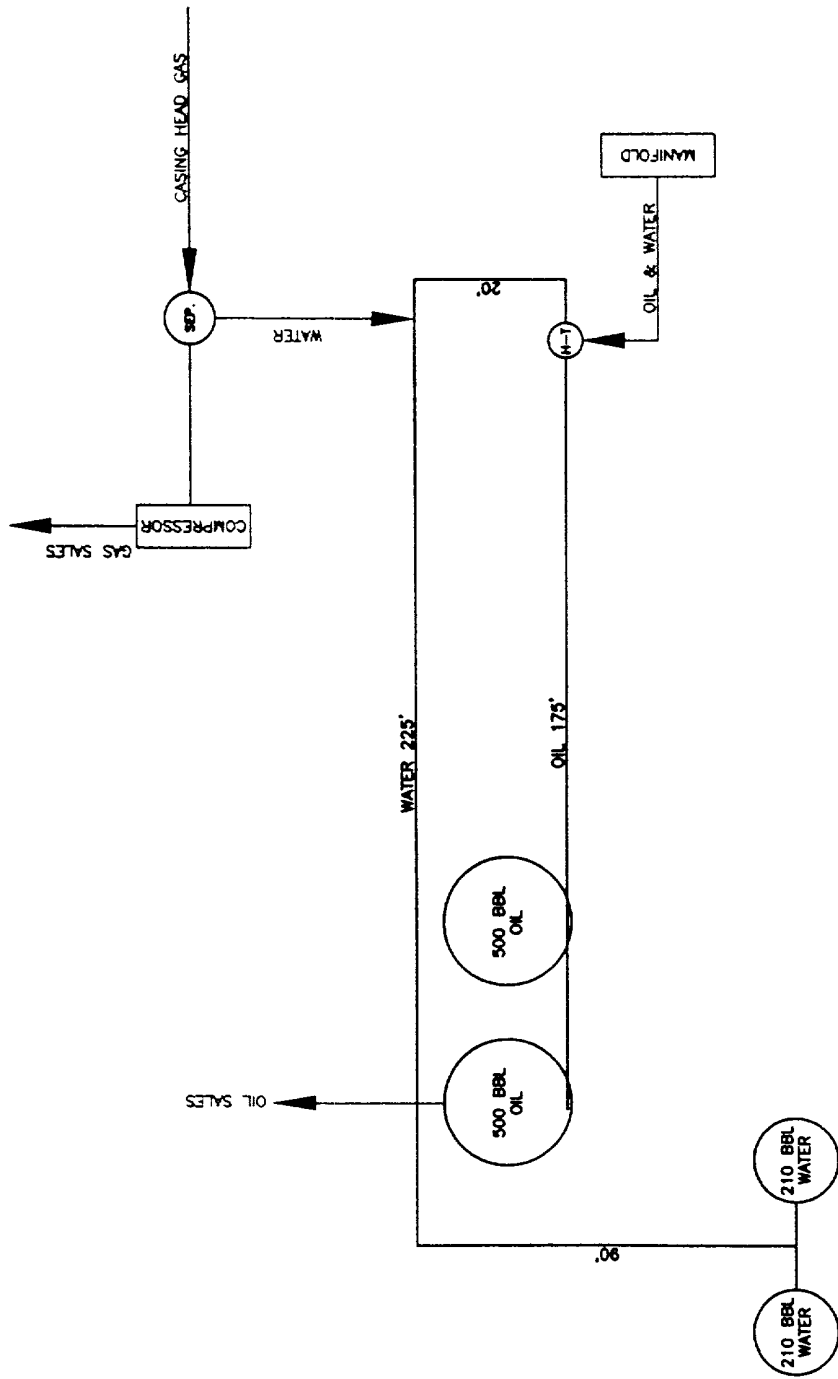 CASING HEAD GAS
SEP.
WATER
COMPRESSOR
GAS SALES
MANIFOLD
OIL & WATER
20'
H-T
WATER 225'
OIL 175'
500 BBL
OIL
500 BBL
OIL
OIL SALES
90'
210 BBL
WATER
210 BBL
WATER